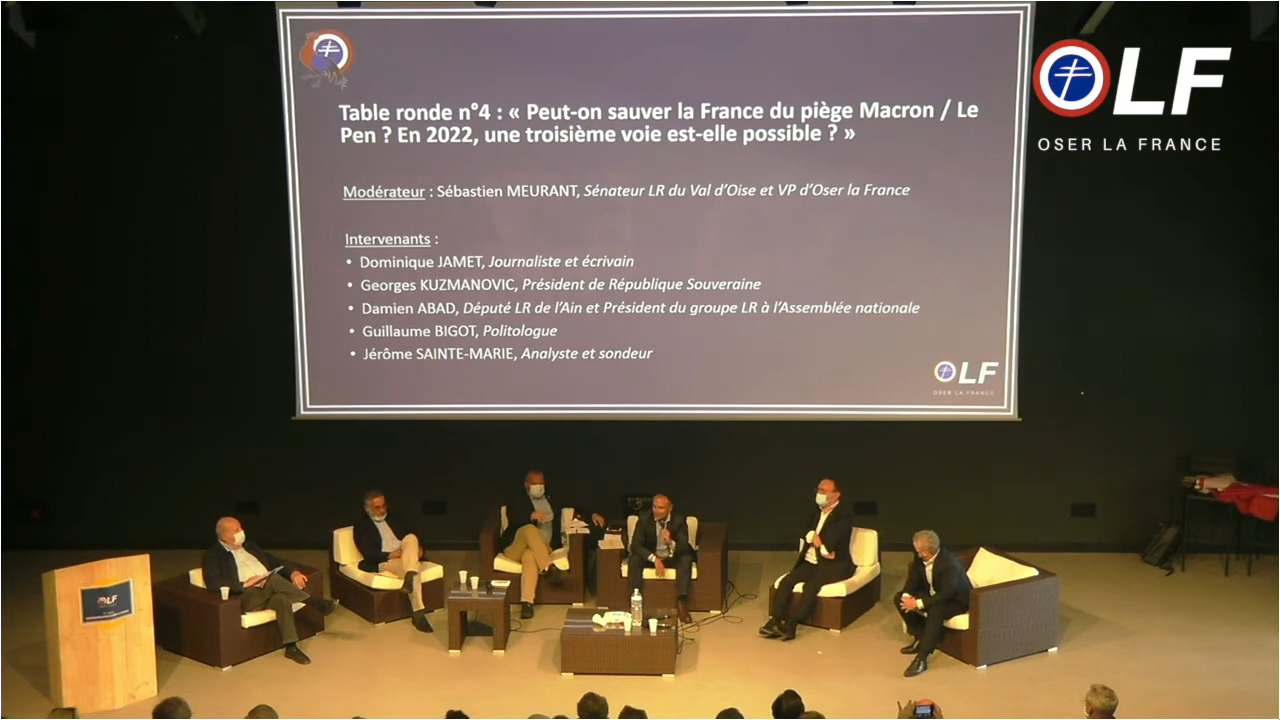 Table ronde n°4 : « Peut-on sauver la France du piège Macron / Le
Pen ? En 2022, une troisième voie est-elle possible ? »
Modérateur : Sébastien MEURANT, Sénateur LR du Val d'Oise et VP d'Oser la France
Intervenants :
• Dominique JAMET, Journaliste et écrivain
• Georges KUZMANOVIC, Président de République Souveraine
• Damien ABAD, Député LR de l'Ain et Président du groupe LR à l'Assemblée nationale
• Guillaume BIGOT, Politologue
• Jérôme SAINTE-MARIE, Analyste et sondeur
OLF
OSER LA FRANCE
OLF
OSER LA FRANCE
OLF